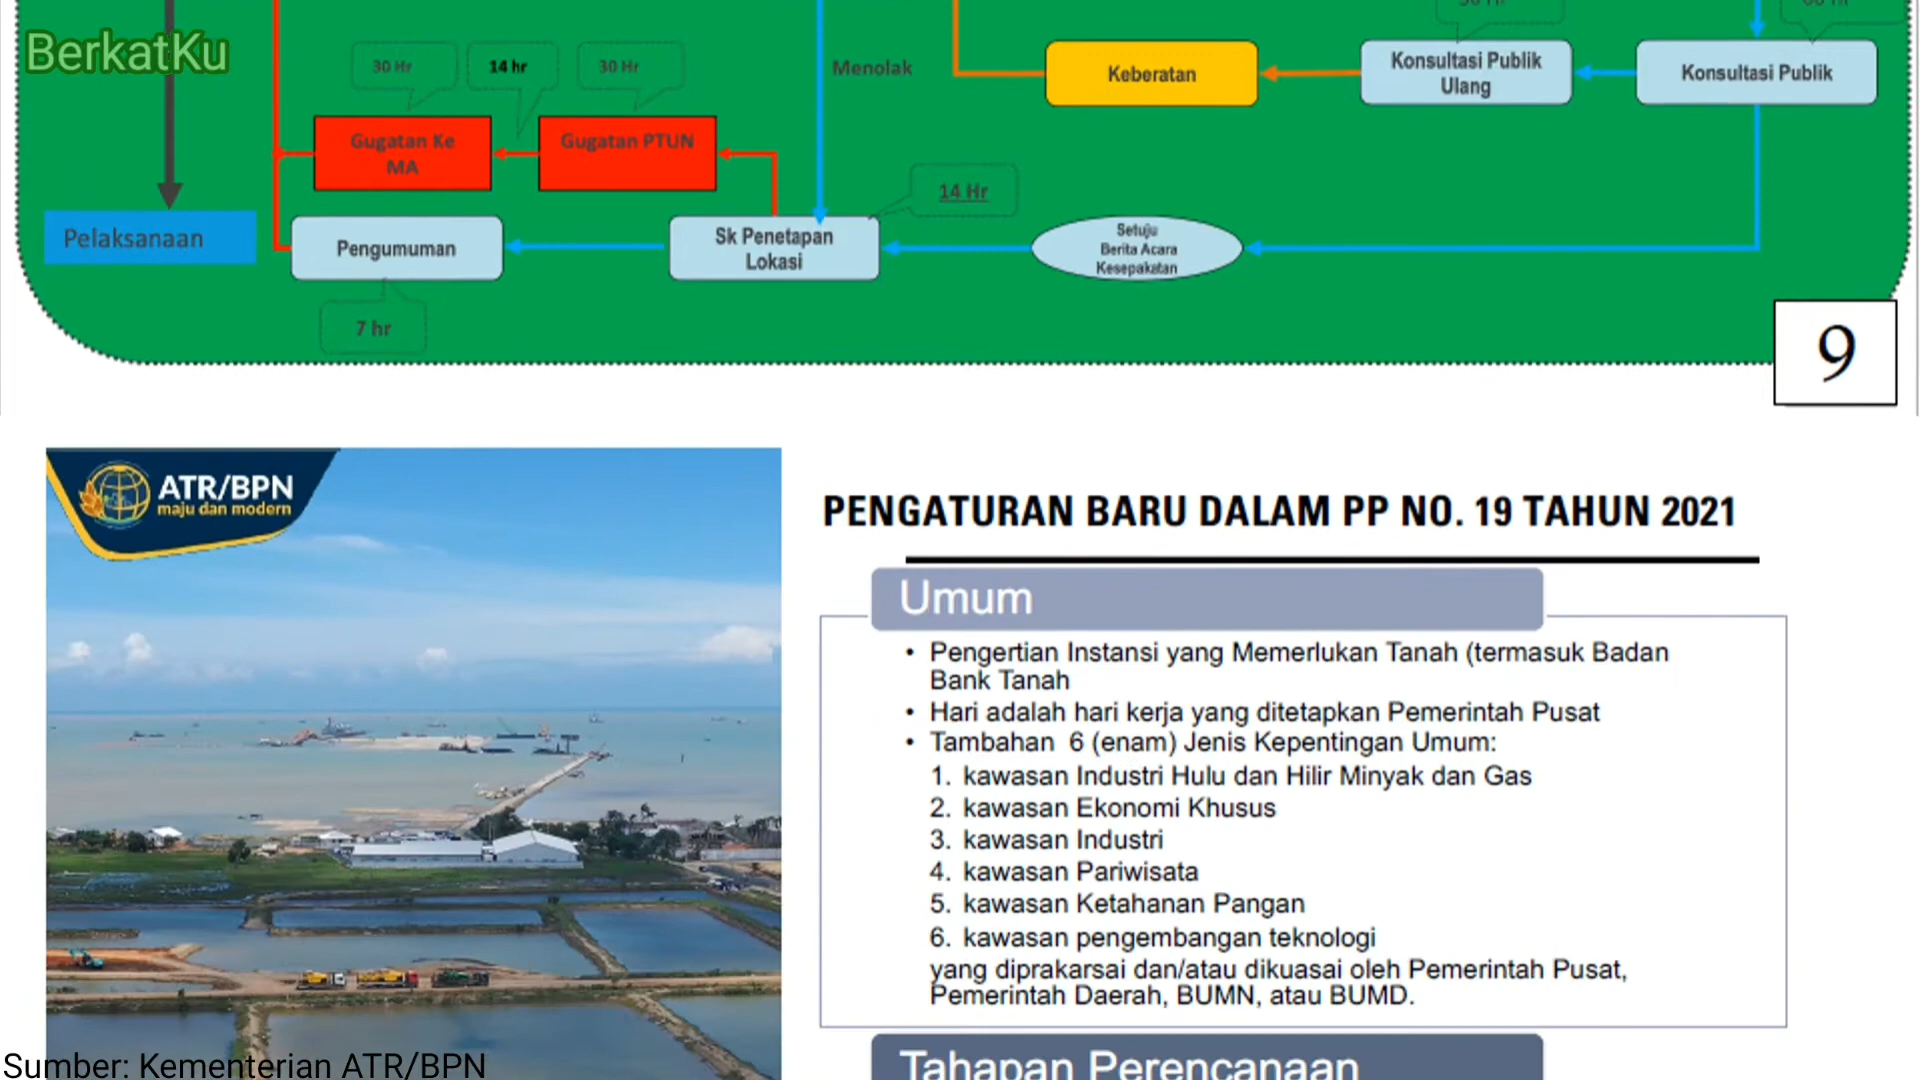 BerkatKu
30 Hr
14 hr
30 Hr
Menolak
Keberatan
Konsultasi Publik
Ulang
Konsultasi Publik
Gugatan Ke
MA
Gugatan PTUN
14 Hr
Pelaksanaan
Pengumuman
Sk Penetapan
Lokasi
Setuju
Berita Acara
Kesepakatan
7 hr
9
ATR/BPN
maju dan modern
PENGATURAN BARU DALAM PP NO. 19 TAHUN 2021
Umum
• Pengertian Instansi yang Memerlukan Tanah (termasuk Badan
Bank Tanah
• Hari adalah hari kerja yang ditetapkan Pemerintah Pusat
• Tambahan 6 (enam) Jenis Kepentingan Umum:
1. kawasan Industri Hulu dan Hilir Minyak dan Gas
2. kawasan Ekonomi Khusus
3. kawasan Industri
4. kawasan Pariwisata
5. kawasan Ketahanan Pangan
6. kawasan pengembangan teknologi
yang diprakarsai dan/atau dikuasai oleh Pemerintah Pusat,
Pemerintah Daerah, BUMN, atau BUMD.
Tahapan Perencanaan
Sumber: Kementerian ATR/BPN